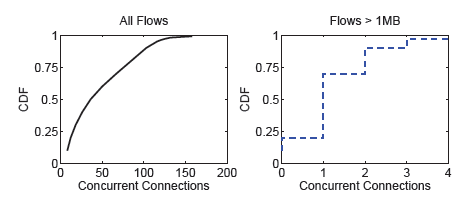 All Flows
1
0.75
0.5
0.25
0
0 50 100 150 200
CDF
Concurrent Connections
Flows > 1MB
1
0.75
0.5
0.25
0
0 1 2 3 4
CDF
Concurrent Connections